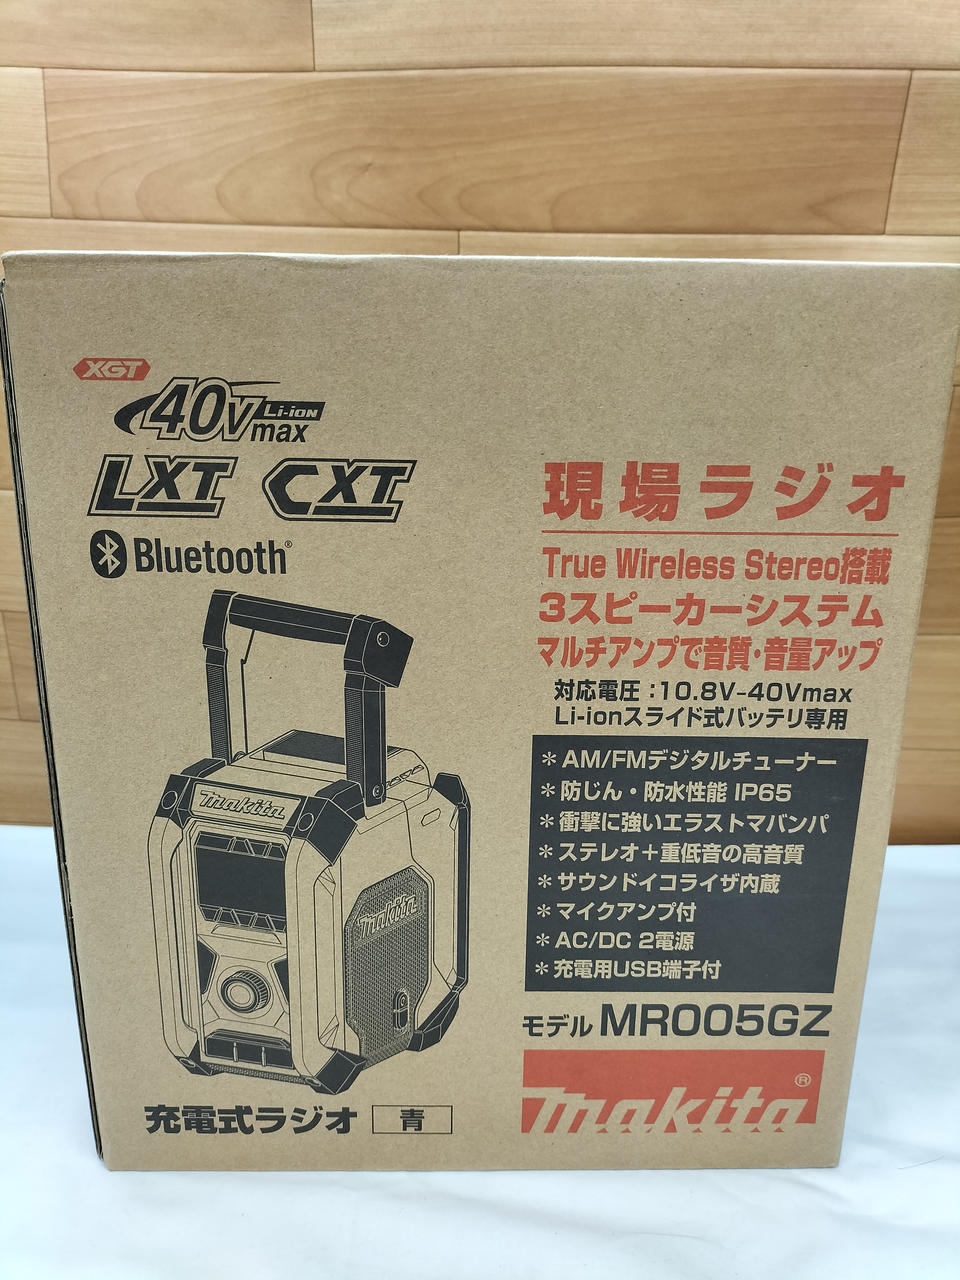 XGT
40Vmax Li-ion
LXT CXT
Bluetooth®
現場ラジオ
True Wireless Stereo搭載
3スピーカーシステム
マルチアンプで音質・音量アップ
対応電圧：10.8V-40Vmax
Li-ionスライド式バッテリ専用
＊AM/FMデジタルチューナー
＊防じん・防水性能 IP65
＊衝撃に強いエラストマバンパ
＊ステレオ＋重低音の高音質
＊サウンドイコライザ内蔵
＊マイクアンプ付
＊AC/DC 2電源
＊充電用USB端子付
makita
makita
モデル MR005GZ
makita®
充電式ラジオ 青